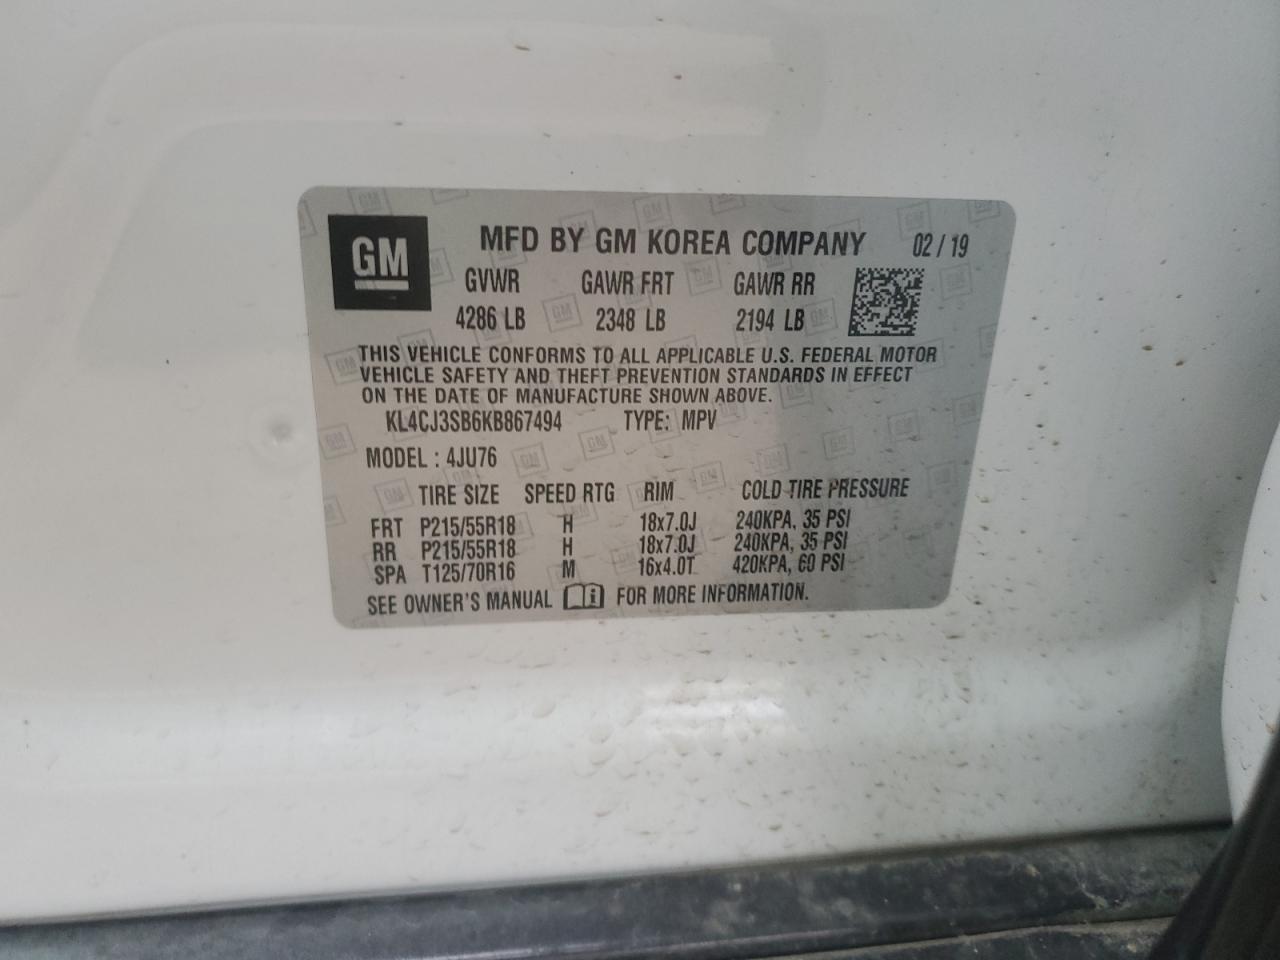 GM
MFD BY GM KOREA COMPANY 02 / 19
GVWR GAWR FRT GAWR RR
4286 LB 2348 LB 2194 LB
THIS VEHICLE CONFORMS TO ALL APPLICABLE U.S. FEDERAL MOTOR
VEHICLE SAFETY AND THEFT PREVENTION STANDARDS IN EFFECT
ON THE DATE OF MANUFACTURE SHOWN ABOVE.
KL4CJ3SB6KB867494 TYPE: MPV
MODEL : 4JU76
TIRE SIZE SPEED RTG RIM COLD TIRE PRESSURE
FRT P215/55R18 H 18x7.0J 240KPA, 35 PSI
RR P215/55R18 H 18x7.0J 240KPA, 35 PSI
SPA T125/70R16 M 16x4.0T 420KPA, 60 PSI
SEE OWNER'S MANUAL FOR MORE INFORMATION.